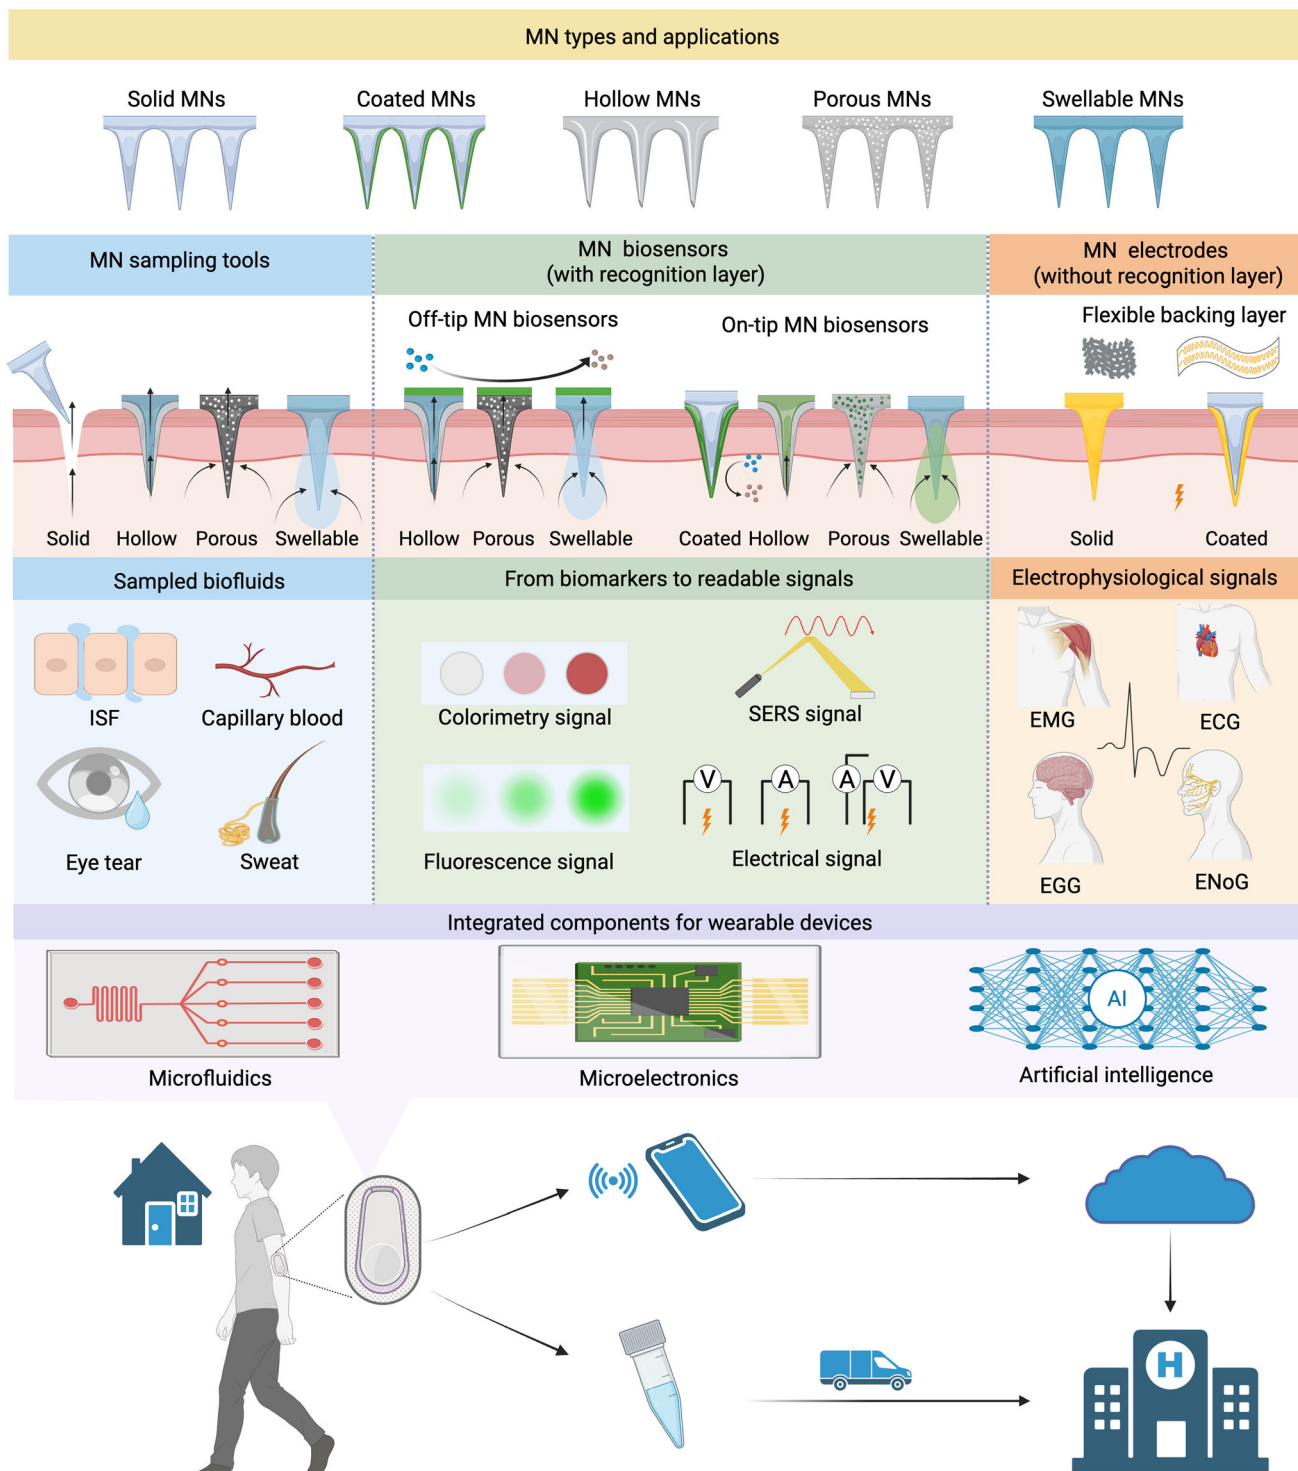 MN types and applications
Solid MNs
Coated MNs
Hollow MNs
Porous MNs
Swellable MNs
MN sampling tools
MN biosensors
(with recognition layer)
MN electrodes
(without recognition layer)
Off-tip MN biosensors
On-tip MN biosensors
Flexible backing layer
Solid
Hollow
Porous
Swellable
Hollow
Porous
Swellable
Coated
Hollow
Porous
Swellable
Solid
Coated
Sampled biofluids
From biomarkers to readable signals
Electrophysiological signals
ISF
Capillary blood
Eye tear
Sweat
Colorimetry signal
SERS signal
Fluorescence signal
V
A
A
V
Electrical signal
EMG
ECG
EGG
ENoG
Integrated components for wearable devices
Microfluidics
Microelectronics
AI
Artificial intelligence
H